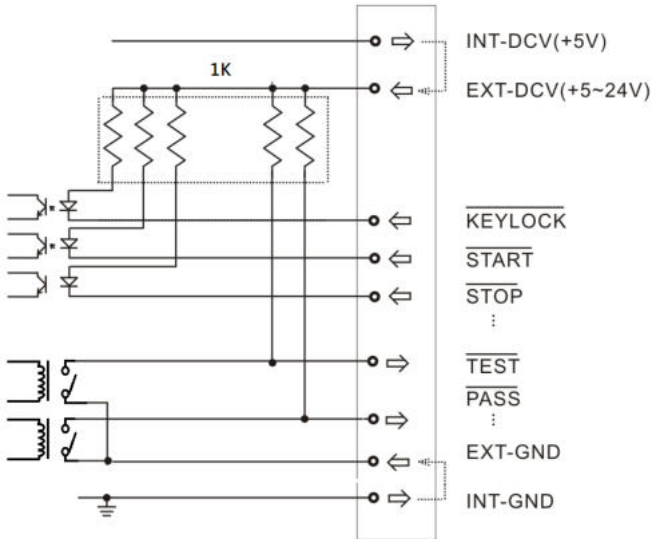 INT-DCV(+5V)
1K
EXT-DCV(+5~24V)
KEYLOCK
START
STOP
⋮
TEST
PASS
⋮
EXT-GND
INT-GND